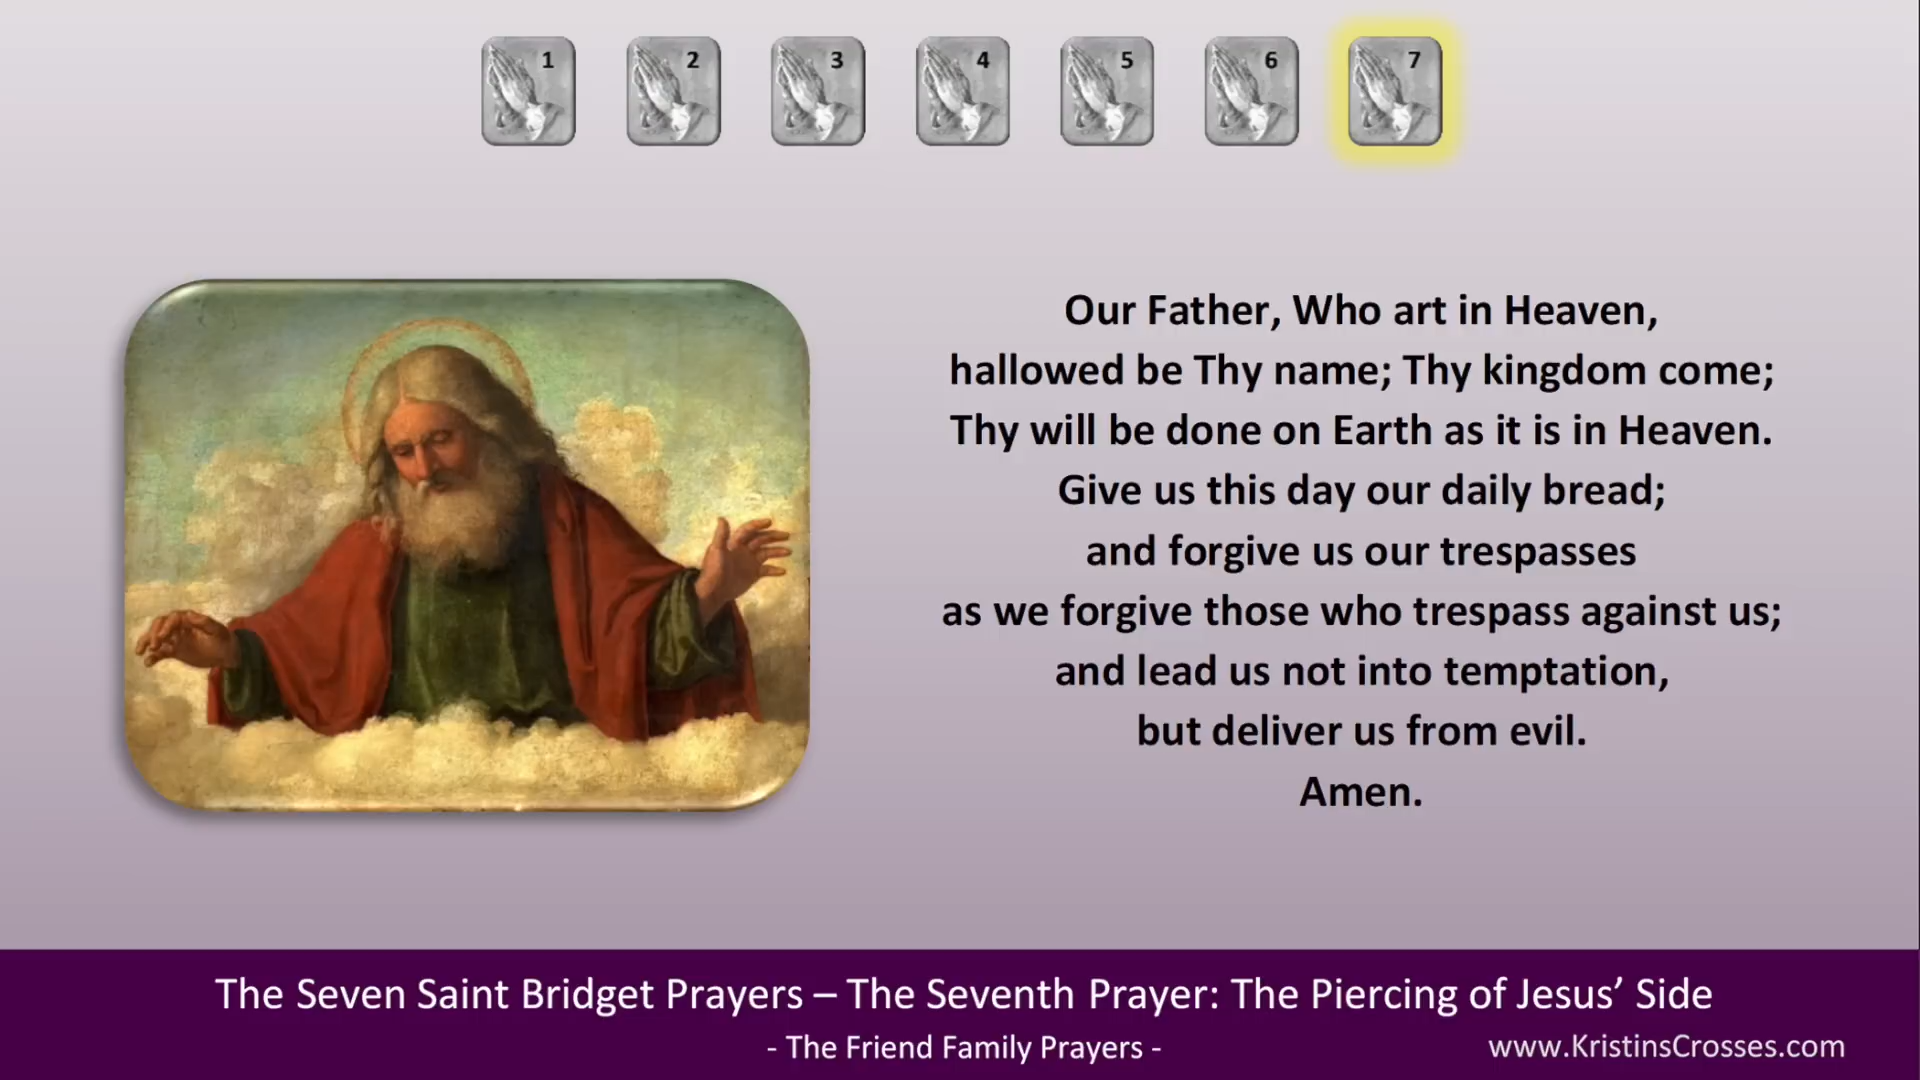 1 2 3 4 5 6 7
Our Father, Who art in Heaven,
hallowed be Thy name; Thy kingdom come;
Thy will be done on Earth as it is in Heaven.
Give us this day our daily bread;
and forgive us our trespasses
as we forgive those who trespass against us;
and lead us not into temptation,
but deliver us from evil.
Amen.
The Seven Saint Bridget Prayers – The Seventh Prayer: The Piercing of Jesus’ Side
- The Friend Family Prayers -
www.KristinsCrosses.com